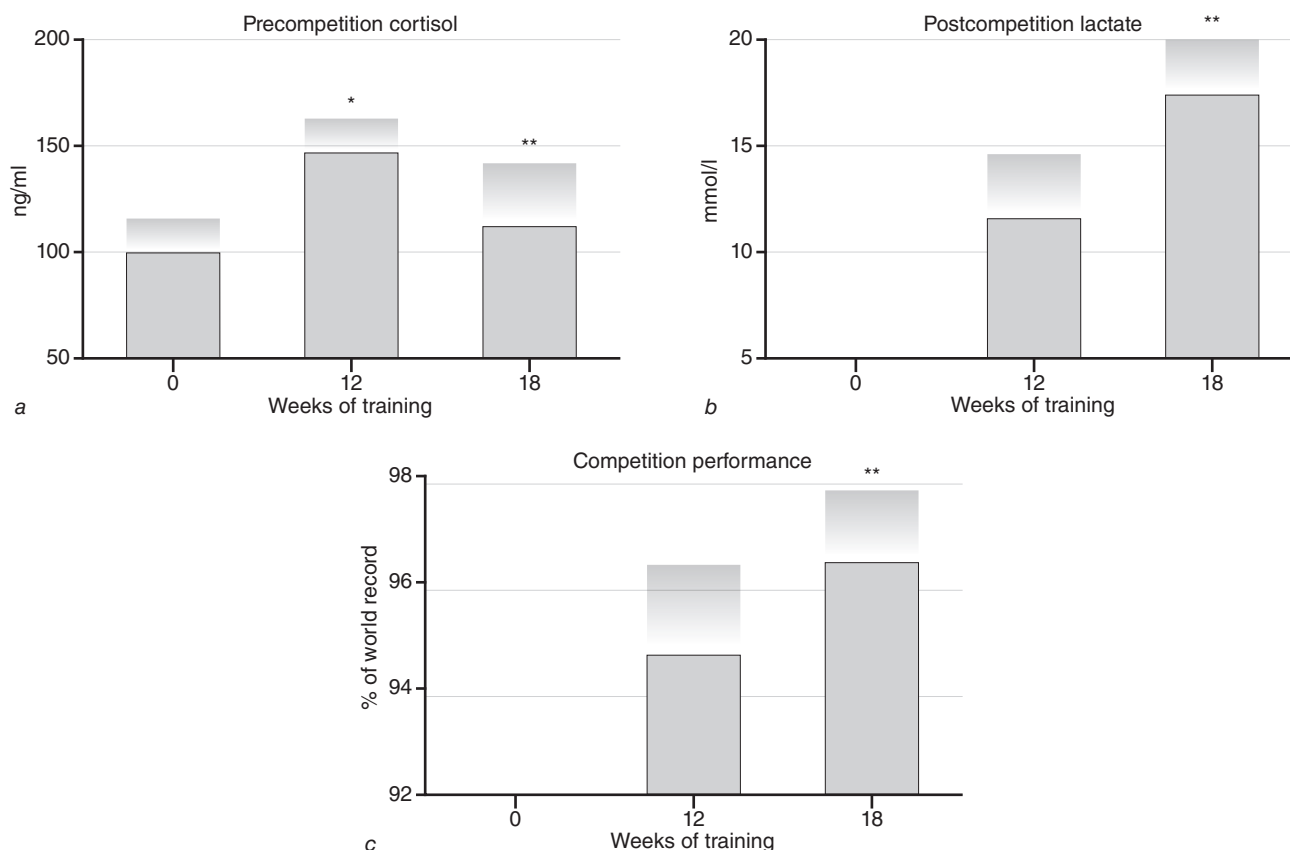 Precompetition cortisol
200
150
100
50
ng/ml
*
**
0 12 18
Weeks of training
a
Postcompetition lactate
20
15
10
5
mmol/l
**
0 12 18
Weeks of training
b
Competition performance
98
96
94
92
% of world record
**
0 12 18
Weeks of training
c